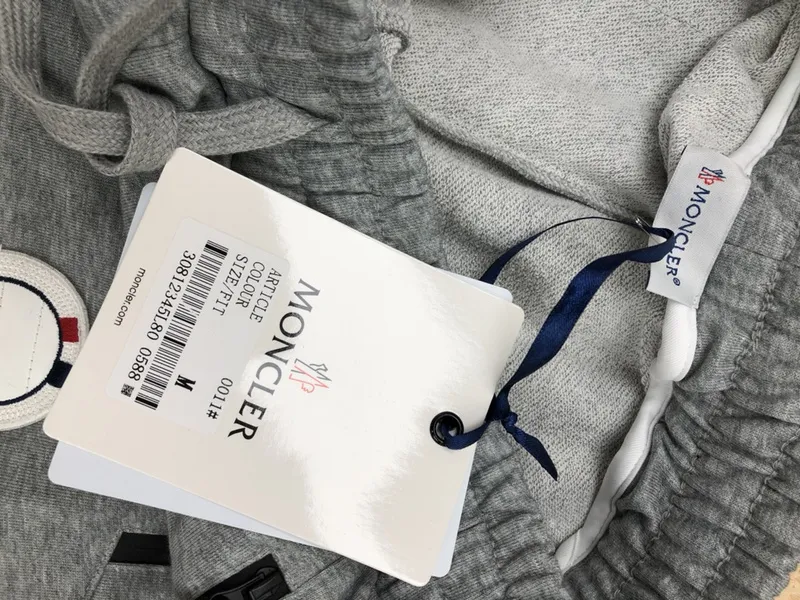 MONCLER
ARTICLE
COLOUR 0011#
SIZE/FIT M
30812345L80 0588
moncler.com
MONCLER®